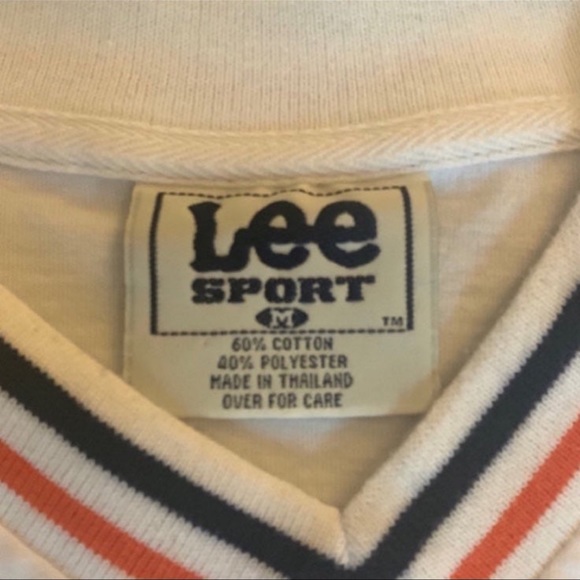 Lee
SPORT
M
TM
60% COTTON
40% POLYESTER
MADE IN THAILAND
OVER FOR CARE